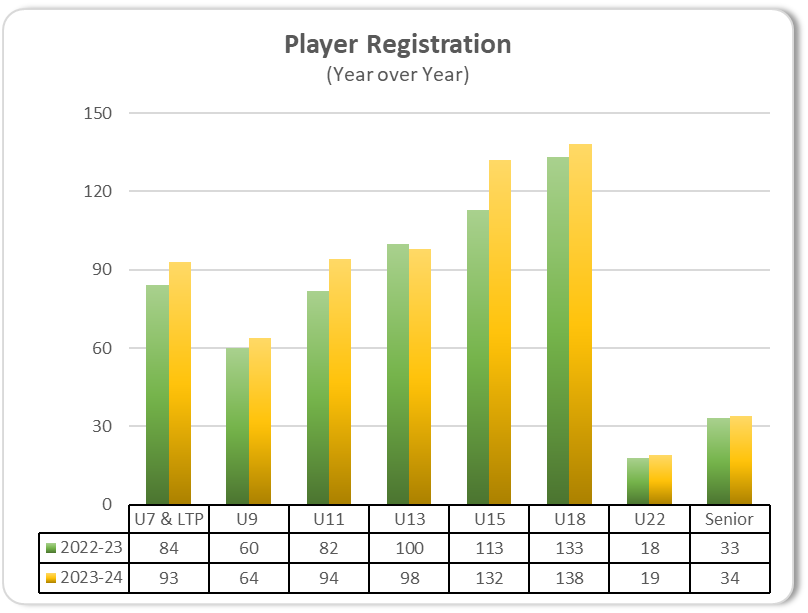 Player Registration
(Year over Year)
150
120
90
60
30
0
U7 & LTP U9 U11 U13 U15 U18 U22 Senior
2022-23 84 60 82 100 113 133 18 33
2023-24 93 64 94 98 132 138 19 34